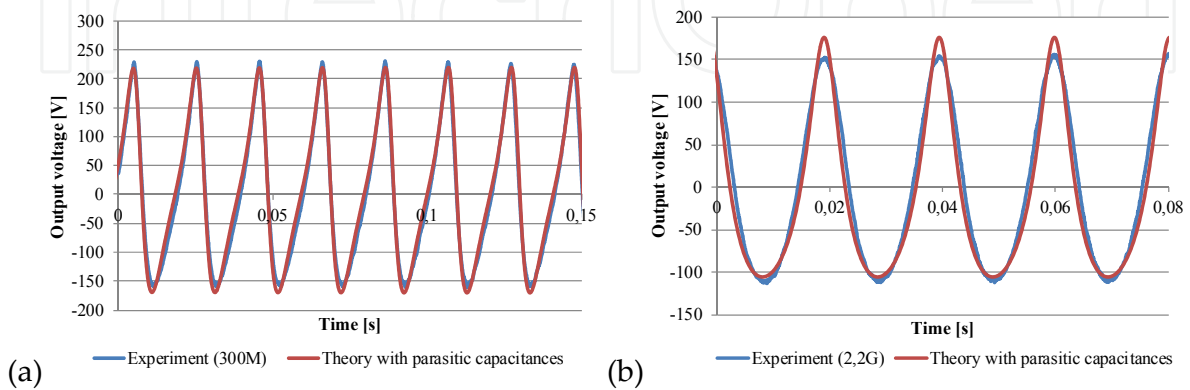 300
250
200
150
100
50
0
-50
-100
-150
-200
Output voltage [V]
0
0,05
0,1
0,15
Time [s]
Experiment (300M)
Theory with parasitic capacitances
(a)
200
150
100
50
0
-50
-100
-150
Output voltage [V]
0
0,02
0,04
0,06
0,08
Time [s]
Experiment (2,2G)
Theory with parasitic capacitances
(b)